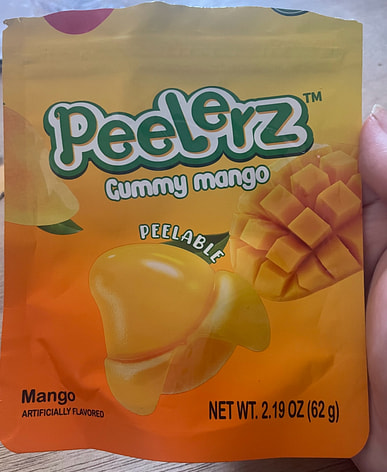 Peelerz™
Gummy mango
PEELABLE
Mango
ARTIFICIALLY FLAVORED
NET WT. 2.19 OZ (62 g)